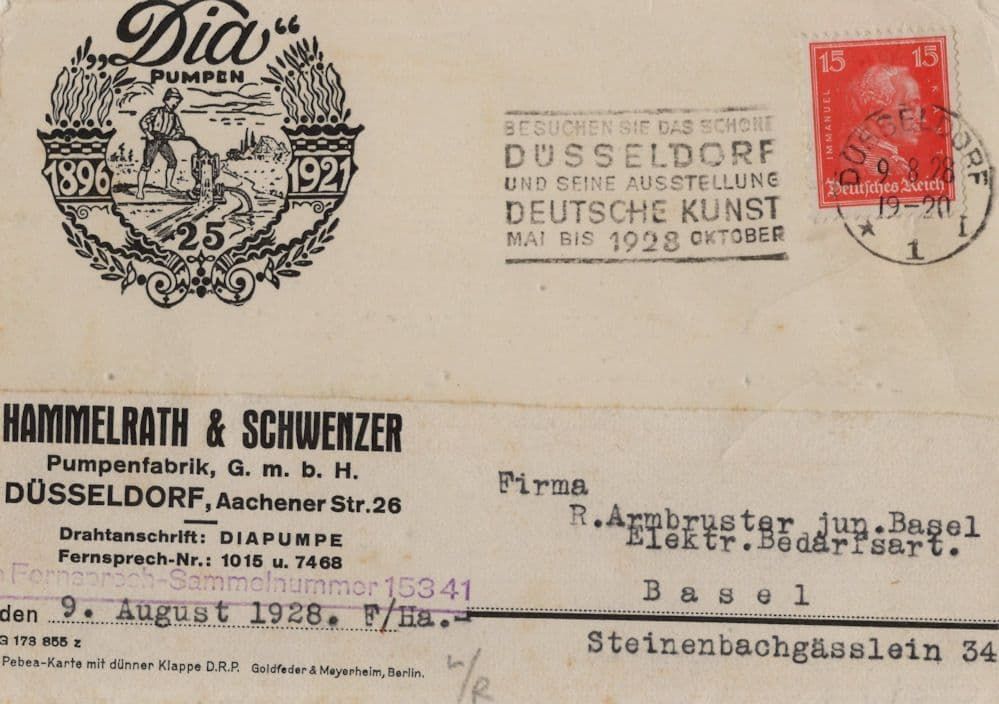 „Dia“
PUMPEN
1896 1921
25
BESUCHEN SIE DAS SCHÖNE
DÜSSELDORF
UND SEINE AUSSTELLUNG
DEUTSCHE KUNST
MAI BIS 1928 OKTOBER
15 15
IMMANUEL KANT
Deutsches Reich
DÜSSELDORF
9.8.28
19-20
★ 1 1
HAMMELRATH & SCHWENZER
Pumpenfabrik, G. m. b. H.
DÜSSELDORF, Aachener Str. 26
Drahtanschrift: DIAPUMPE
Fernsprech-Nr.: 1015 u. 7468
Fernsprech-Sammelnummer 15341
den 9. August 1928. F/Ha.-
G 173 855 z
Pebea-Karte mit dünner Klappe D.R.P. Goldfeder & Meyerheim, Berlin.
Firma
R.Armbruster jun.Basel
Elektr.Bedarfsart.
Basel
Steinenbachgässlein 34